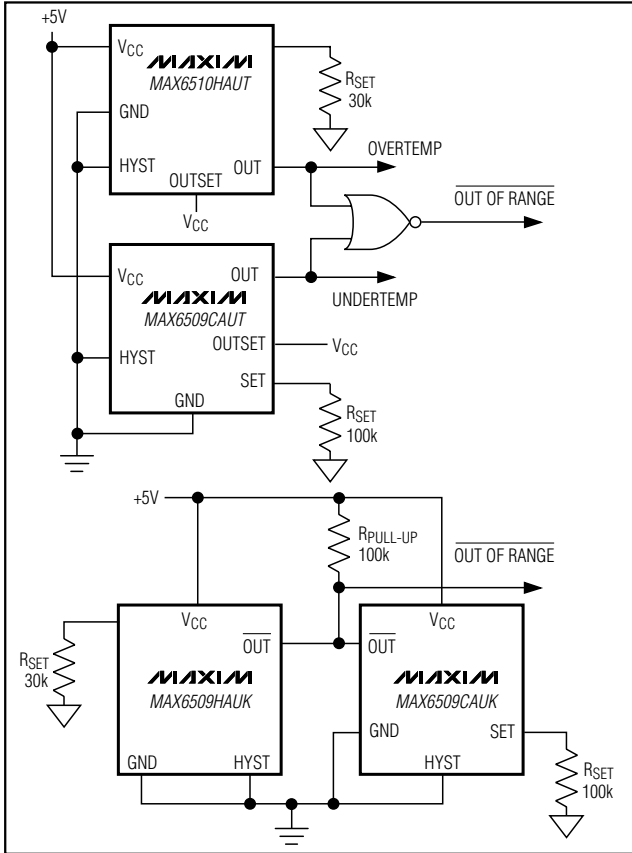 +5V
VCC
MAXIM
MAX6510HAUT
RSET
30k
GND
HYST
OUT
OVERTEMP
OUTSET
VCC
OUT OF RANGE
VCC
OUT
MAXIM
MAX6509CAUT
UNDERTEMP
OUTSET
VCC
HYST
SET
GND
RSET
100k
+5V
RPULL-UP
100k
OUT OF RANGE
VCC
VCC
RSET
30k
OUT
OUT
MAXIM
MAX6509HAUK
MAXIM
MAX6509CAUK
GND
SET
GND
HYST
HYST
RSET
100k